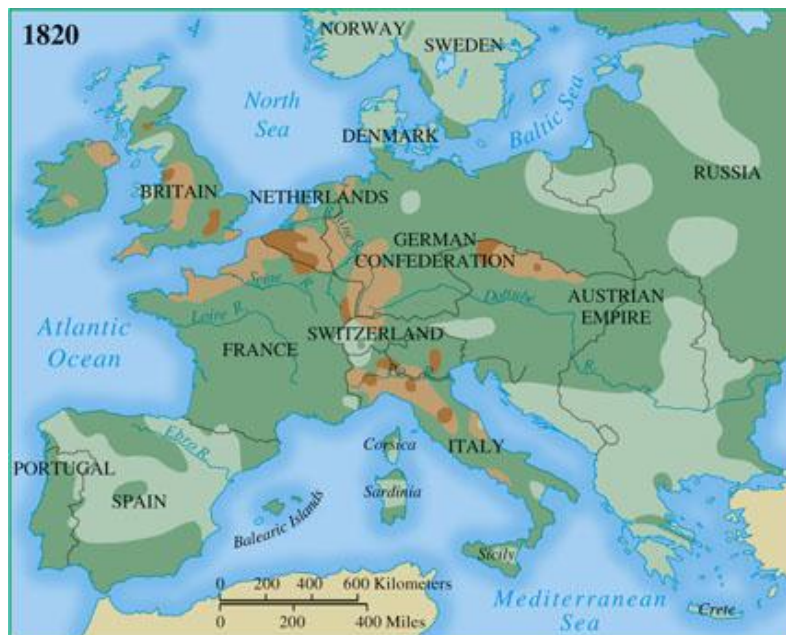 1820
NORWAY
SWEDEN
North
Sea
Baltic Sea
DENMARK
RUSSIA
BRITAIN
NETHERLANDS
Rhine R.
GERMAN
CONFEDERATION
Seine R.
Danube R.
AUSTRIAN
EMPIRE
Loire R.
Atlantic
Ocean
FRANCE
SWITZERLAND
Po R.
Ebro R.
Corsica
ITALY
PORTUGAL
SPAIN
Sardinia
Balearic Islands
Sicily
0 200 400 600 Kilometers
0 200 400 Miles
Mediterranean
Sea
Crete